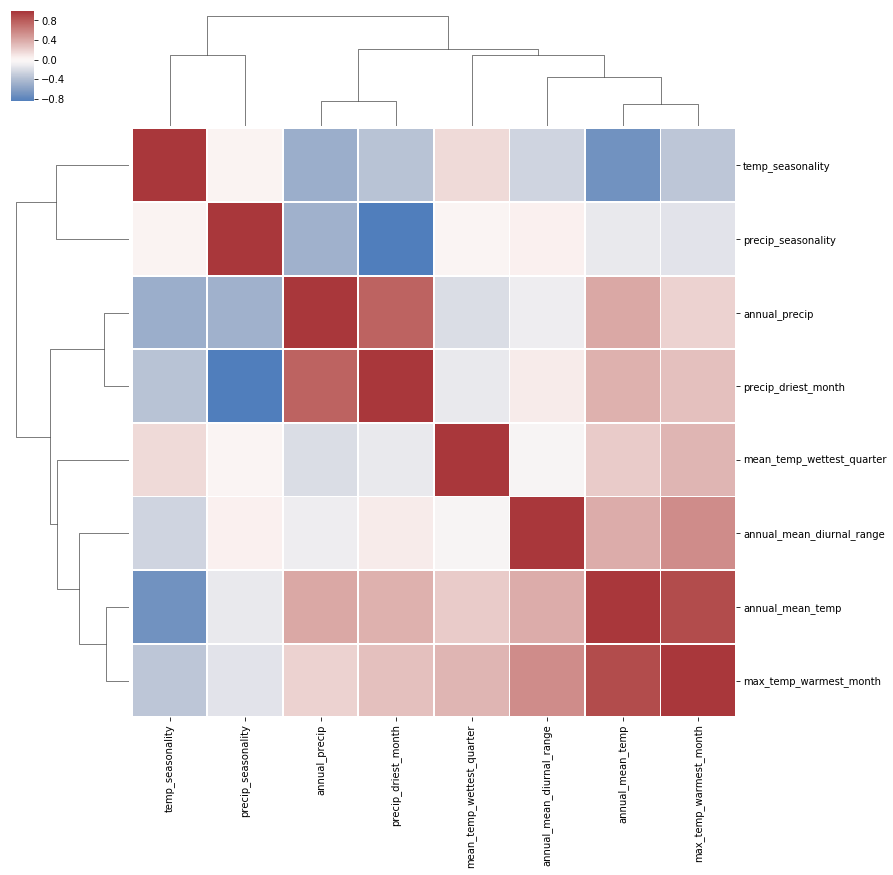 0.8
0.4
0.0
−0.4
−0.8
temp_seasonality
precip_seasonality
annual_precip
precip_driest_month
mean_temp_wettest_quarter
annual_mean_diurnal_range
annual_mean_temp
max_temp_warmest_month
temp_seasonality
precip_seasonality
annual_precip
precip_driest_month
mean_temp_wettest_quarter
annual_mean_diurnal_range
annual_mean_temp
max_temp_warmest_month